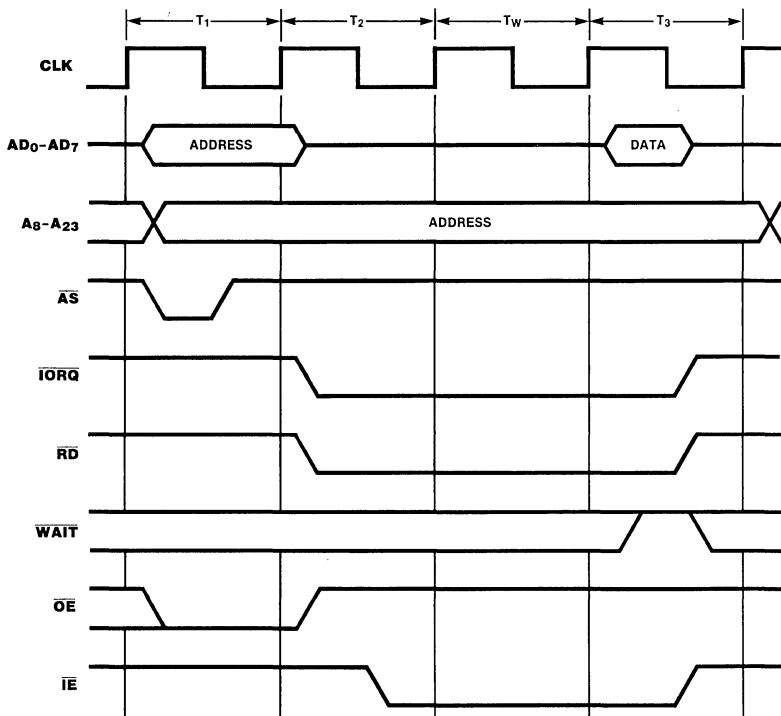 T1 T2 TW T3
CLK
AD0-AD7 ADDRESS DATA
A8-A23 ADDRESS
AS
IORQ
RD
WAIT
OE
IE